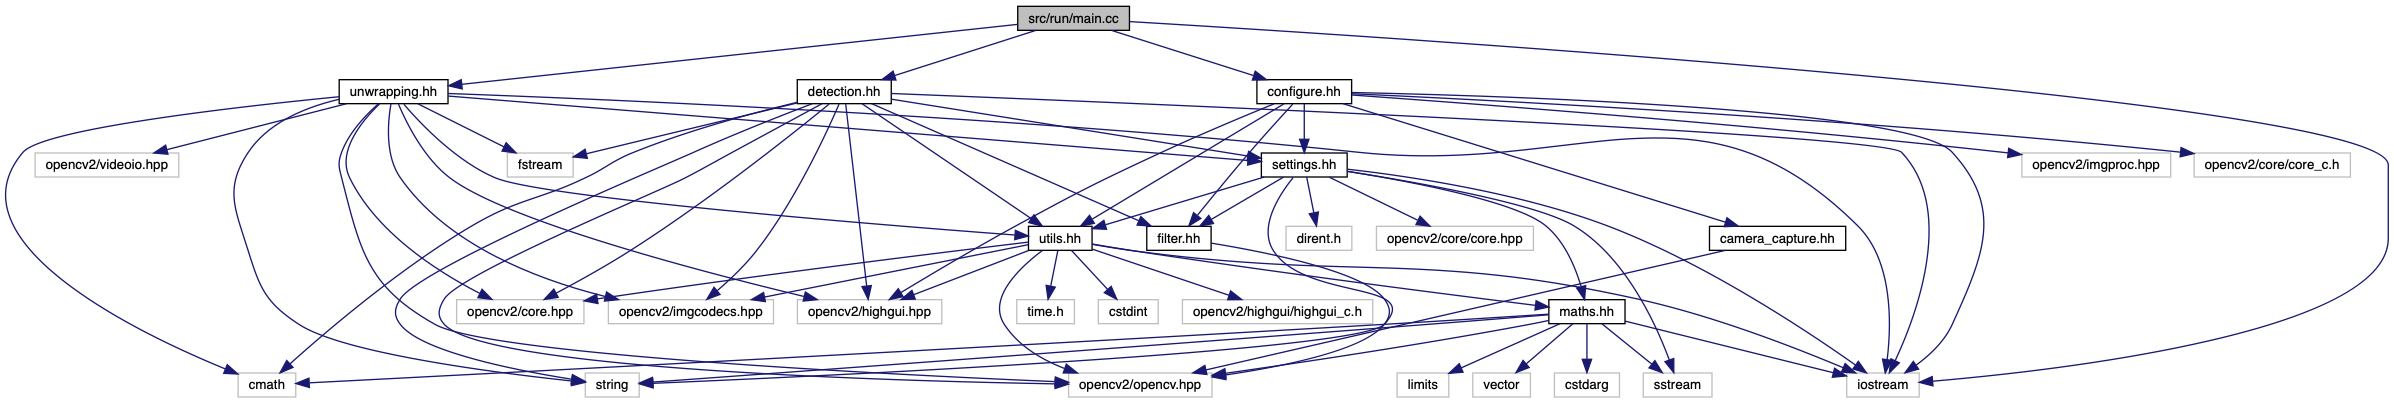 src/run/main.cc
unwrapping.hh
detection.hh
configure.hh
opencv2/videoio.hpp
fstream
settings.hh
opencv2/imgproc.hpp
opencv2/core/core_c.h
utils.hh
filter.hh
dirent.h
opencv2/core/core.hpp
camera_capture.hh
opencv2/core.hpp
opencv2/imgcodecs.hpp
opencv2/highgui.hpp
time.h
cstdint
opencv2/highgui/highgui_c.h
maths.hh
cmath
string
opencv2/opencv.hpp
limits
vector
cstdarg
sstream
iostream